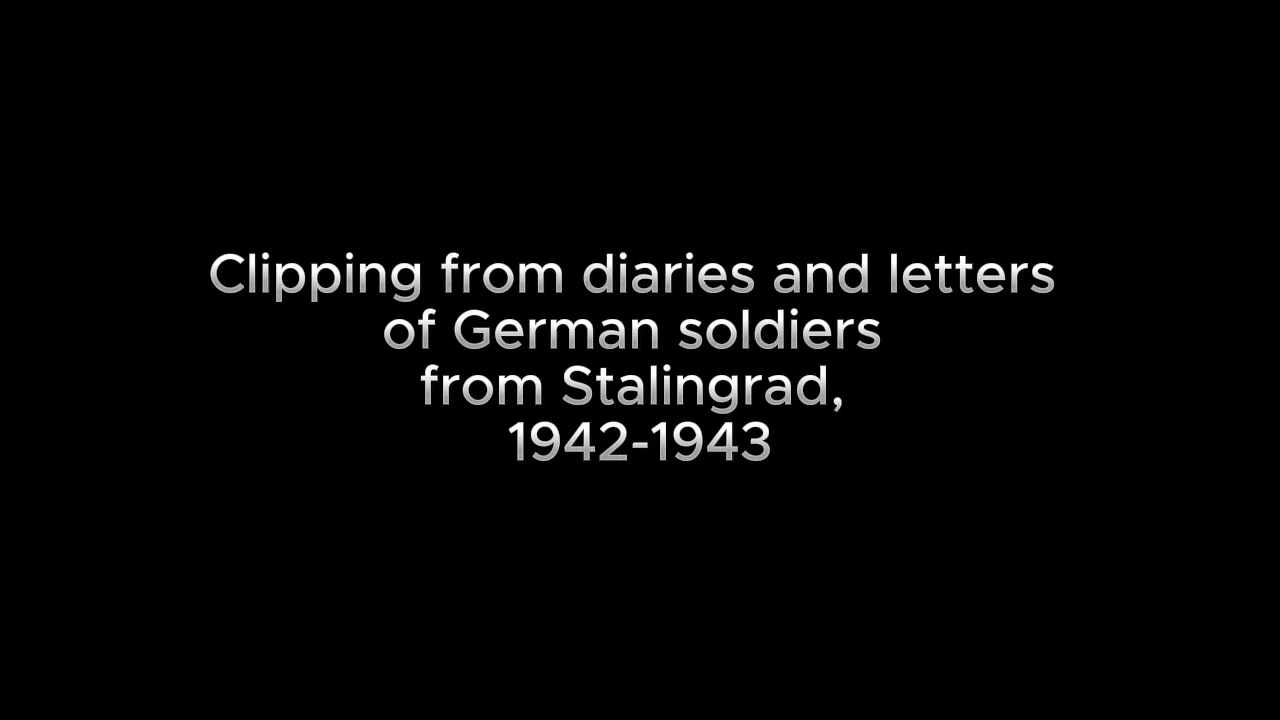 Clipping from diaries and letters
of German soldiers
from Stalingrad,
1942-1943